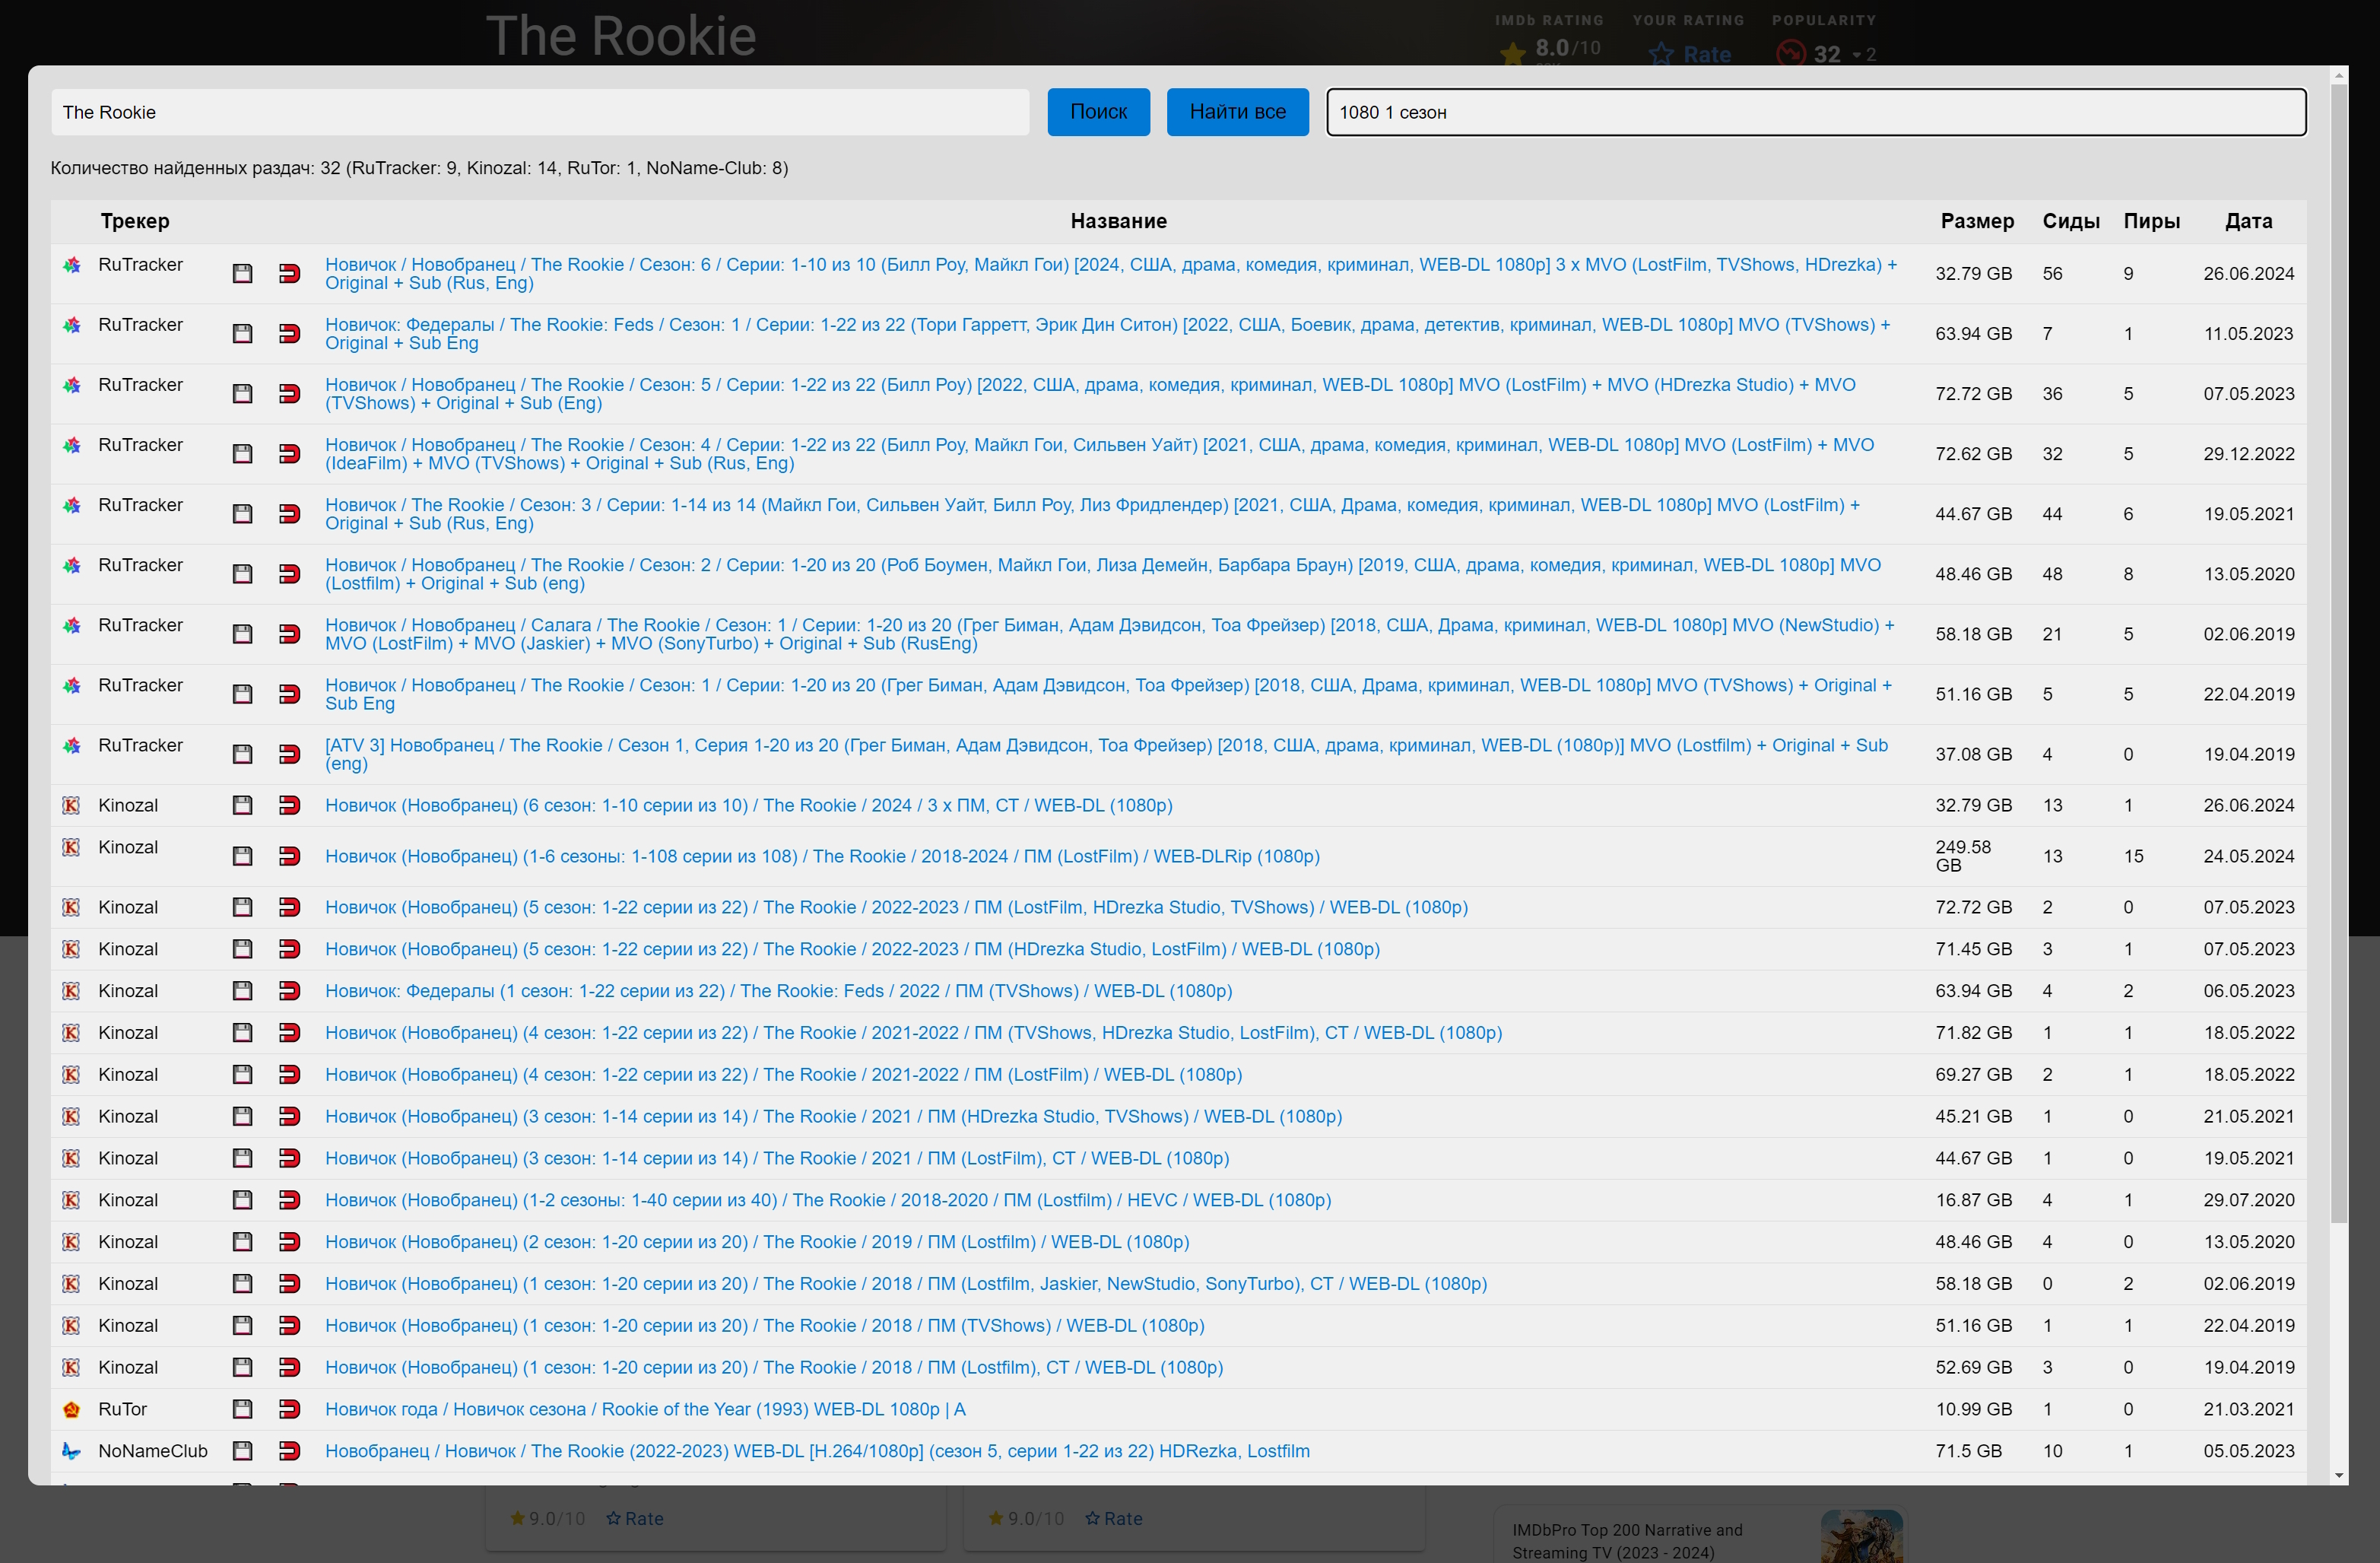 The Rookie
IMDb RATING YOUR RATING POPULARITY
8.0/10 Rate 32 2
The Rookie Поиск Найти все 1080 1 сезон
Количество найденных раздач: 32 (RuTracker: 9, Kinozal: 14, RuTor: 1, NoName-Club: 8)
Трекер Название Размер Сиды Пиры Дата
RuTracker Новичок / Новобранец / The Rookie / Сезон: 6 / Серии: 1-10 из 10 (Билл Роу, Майкл Гои) [2024, США, драма, комедия, криминал, WEB-DL 1080p] 3 x MVO (LostFilm, TVShows, HDrezka) +
Original + Sub (Rus, Eng) 32.79 GB 56 9 26.06.2024
RuTracker Новичок: Федералы / The Rookie: Feds / Сезон: 1 / Серии: 1-22 из 22 (Тори Гарретт, Эрик Дин Ситон) [2022, США, Боевик, драма, детектив, криминал, WEB-DL 1080p] MVO (TVShows) +
Original + Sub Eng 63.94 GB 7 1 11.05.2023
RuTracker Новичок / Новобранец / The Rookie / Сезон: 5 / Серии: 1-22 из 22 (Билл Роу) [2022, США, драма, комедия, криминал, WEB-DL 1080p] MVO (LostFilm) + MVO (HDrezka Studio) + MVO
(TVShows) + Original + Sub (Eng) 72.72 GB 36 5 07.05.2023
RuTracker Новичок / Новобранец / The Rookie / Сезон: 4 / Серии: 1-22 из 22 (Билл Роу, Майкл Гои, Сильвен Уайт) [2021, США, драма, комедия, криминал, WEB-DL 1080p] MVO (LostFilm) + MVO
(IdeaFilm) + MVO (TVShows) + Original + Sub (Rus, Eng) 72.62 GB 32 5 29.12.2022
RuTracker Новичок / The Rookie / Сезон: 3 / Серии: 1-14 из 14 (Майкл Гои, Сильвен Уайт, Билл Роу, Лиз Фридлендер) [2021, США, Драма, комедия, криминал, WEB-DL 1080p] MVO (LostFilm) +
Original + Sub (Rus, Eng) 44.67 GB 44 6 19.05.2021
RuTracker Новичок / Новобранец / The Rookie / Сезон: 2 / Серии: 1-20 из 20 (Роб Боумен, Майкл Гои, Лиза Демейн, Барбара Браун) [2019, США, драма, комедия, криминал, WEB-DL 1080p] MVO
(Lostfilm) + Original + Sub (eng) 48.46 GB 48 8 13.05.2020
RuTracker Новичок / Новобранец / Салага / The Rookie / Сезон: 1 / Серии: 1-20 из 20 (Грег Биман, Адам Дэвидсон, Тоа Фрейзер) [2018, США, Драма, криминал, WEB-DL 1080p] MVO (NewStudio) +
MVO (LostFilm) + MVO (Jaskier) + MVO (SonyTurbo) + Original + Sub (RusEng) 58.18 GB 21 5 02.06.2019
RuTracker Новичок / Новобранец / The Rookie / Сезон: 1 / Серии: 1-20 из 20 (Грег Биман, Адам Дэвидсон, Тоа Фрейзер) [2018, США, Драма, криминал, WEB-DL 1080p] MVO (TVShows) + Original +
Sub Eng 51.16 GB 5 5 22.04.2019
RuTracker [ATV 3] Новобранец / The Rookie / Сезон 1, Серия 1-20 из 20 (Грег Биман, Адам Дэвидсон, Тоа Фрейзер) [2018, США, драма, криминал, WEB-DL (1080p)] MVO (Lostfilm) + Original + Sub
(eng) 37.08 GB 4 0 19.04.2019
Kinozal Новичок (Новобранец) (6 сезон: 1-10 серии из 10) / The Rookie / 2024 / 3 x ПМ, СТ / WEB-DL (1080p) 32.79 GB 13 1 26.06.2024
Kinozal Новичок (Новобранец) (1-6 сезоны: 1-108 серии из 108) / The Rookie / 2018-2024 / ПМ (LostFilm) / WEB-DLRip (1080p) 249.58 GB 13 15 24.05.2024
Kinozal Новичок (Новобранец) (5 сезон: 1-22 серии из 22) / The Rookie / 2022-2023 / ПМ (LostFilm, HDrezka Studio, TVShows) / WEB-DL (1080p) 72.72 GB 2 0 07.05.2023
Kinozal Новичок (Новобранец) (5 сезон: 1-22 серии из 22) / The Rookie / 2022-2023 / ПМ (HDrezka Studio, LostFilm) / WEB-DL (1080p) 71.45 GB 3 1 07.05.2023
Kinozal Новичок: Федералы (1 сезон: 1-22 серии из 22) / The Rookie: Feds / 2022 / ПМ (TVShows) / WEB-DL (1080p) 63.94 GB 4 2 06.05.2023
Kinozal Новичок (Новобранец) (4 сезон: 1-22 серии из 22) / The Rookie / 2021-2022 / ПМ (TVShows, HDrezka Studio, LostFilm), СТ / WEB-DL (1080p) 71.82 GB 1 1 18.05.2022
Kinozal Новичок (Новобранец) (4 сезон: 1-22 серии из 22) / The Rookie / 2021-2022 / ПМ (LostFilm) / WEB-DL (1080p) 69.27 GB 2 1 18.05.2022
Kinozal Новичок (Новобранец) (3 сезон: 1-14 серии из 14) / The Rookie / 2021 / ПМ (HDrezka Studio, TVShows) / WEB-DL (1080p) 45.21 GB 1 0 21.05.2021
Kinozal Новичок (Новобранец) (3 сезон: 1-14 серии из 14) / The Rookie / 2021 / ПМ (LostFilm), СТ / WEB-DL (1080p) 44.67 GB 1 0 19.05.2021
Kinozal Новичок (Новобранец) (1-2 сезоны: 1-40 серии из 40) / The Rookie / 2018-2020 / ПМ (Lostfilm) / HEVC / WEB-DL (1080p) 16.87 GB 4 1 29.07.2020
Kinozal Новичок (Новобранец) (2 сезон: 1-20 серии из 20) / The Rookie / 2019 / ПМ (Lostfilm) / WEB-DL (1080p) 48.46 GB 4 0 13.05.2020
Kinozal Новичок (Новобранец) (1 сезон: 1-20 серии из 20) / The Rookie / 2018 / ПМ (Lostfilm, Jaskier, NewStudio, SonyTurbo), СТ / WEB-DL (1080p) 58.18 GB 0 2 02.06.2019
Kinozal Новичок (Новобранец) (1 сезон: 1-20 серии из 20) / The Rookie / 2018 / ПМ (TVShows) / WEB-DL (1080p) 51.16 GB 1 1 22.04.2019
Kinozal Новичок (Новобранец) (1 сезон: 1-20 серии из 20) / The Rookie / 2018 / ПМ (Lostfilm), СТ / WEB-DL (1080p) 52.69 GB 3 0 19.04.2019
RuTor Новичок года / Новичок сезона / Rookie of the Year (1993) WEB-DL 1080p | A 10.99 GB 1 0 21.03.2021
NoNameClub Новобранец / Новичок / The Rookie (2022-2023) WEB-DL [H.264/1080p] (сезон 5, серии 1-22 из 22) HDRezka, Lostfilm 71.5 GB 10 1 05.05.2023
9.0/10 Rate 9.0/10 Rate
IMDbPro Top 200 Narrative and
Streaming TV (2023 - 2024)